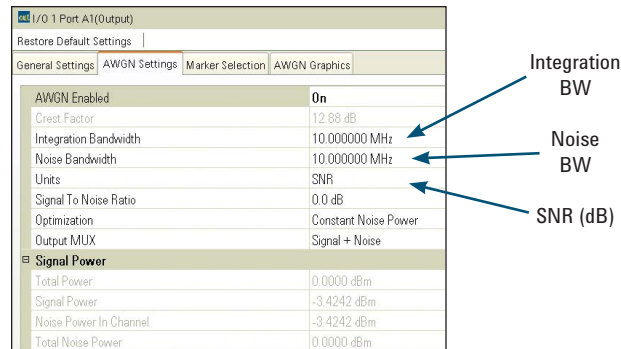 out I/O 1 Port A1(Output)
Restore Default Settings
General Settings AWGN Settings Marker Selection AWGN Graphics
AWGN Enabled On
Crest Factor 12.88 dB
Integration Bandwidth 10.000000 MHz
Noise Bandwidth 10.000000 MHz
Units SNR
Signal To Noise Ratio 0.0 dB
Optimization Constant Noise Power
Output MUX Signal + Noise
Signal Power
Total Power 0.0000 dBm
Signal Power -3.4242 dBm
Noise Power In Channel -3.4242 dBm
Total Noise Power 0.0000 dBm
Integration
BW
Noise
BW
SNR (dB)